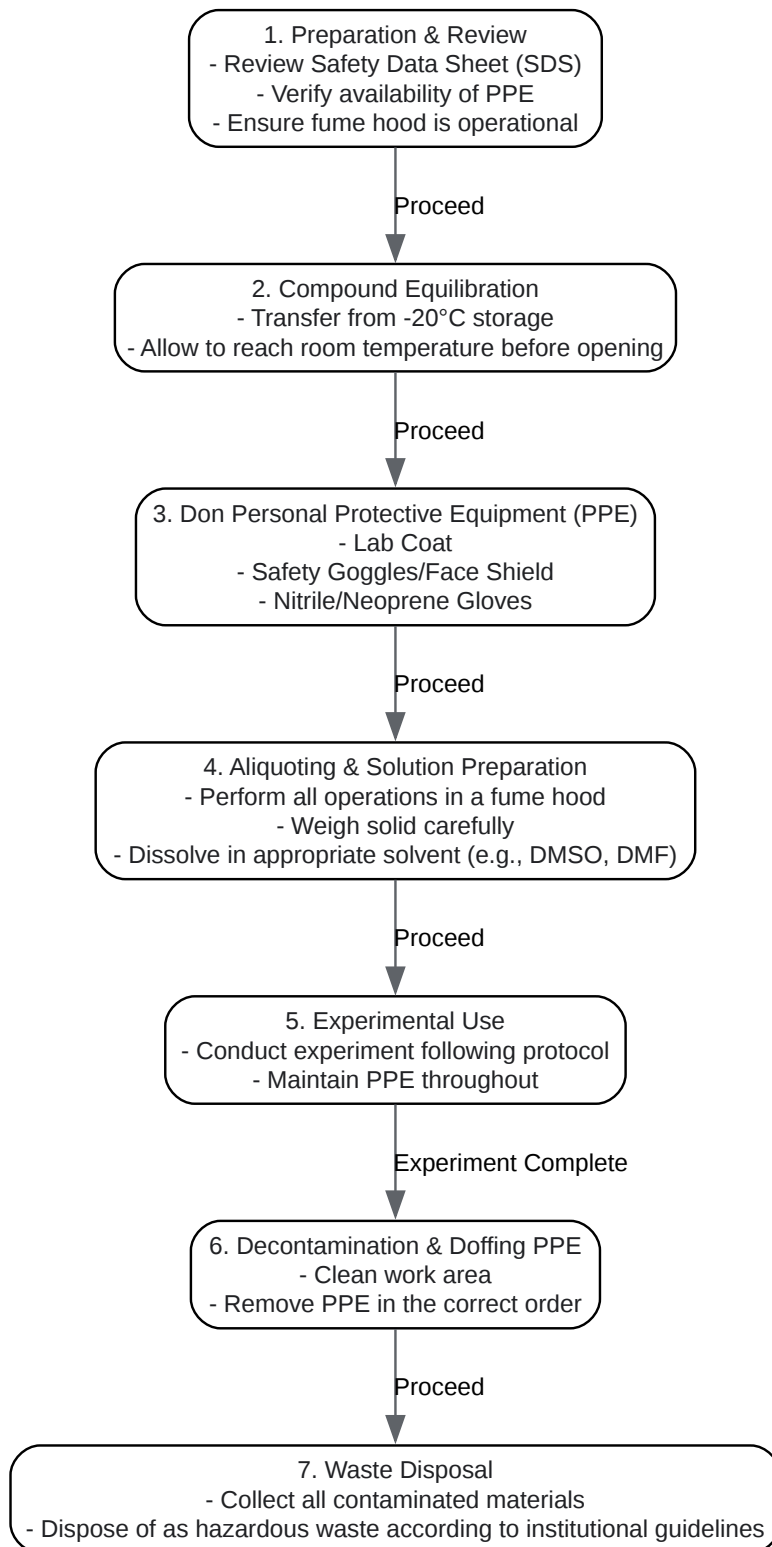 1. Preparation & Review
- Review Safety Data Sheet (SDS)
- Verify availability of PPE
- Ensure fume hood is operational
Proceed
2. Compound Equilibration
- Transfer from -20°C storage
- Allow to reach room temperature before opening
Proceed
3. Don Personal Protective Equipment (PPE)
- Lab Coat
- Safety Goggles/Face Shield
- Nitrile/Neoprene Gloves
Proceed
4. Aliquoting & Solution Preparation
- Perform all operations in a fume hood
- Weigh solid carefully
- Dissolve in appropriate solvent (e.g., DMSO, DMF)
Proceed
5. Experimental Use
- Conduct experiment following protocol
- Maintain PPE throughout
Experiment Complete
6. Decontamination & Doffing PPE
- Clean work area
- Remove PPE in the correct order
Proceed
7. Waste Disposal
- Collect all contaminated materials
- Dispose of as hazardous waste according to institutional guidelines